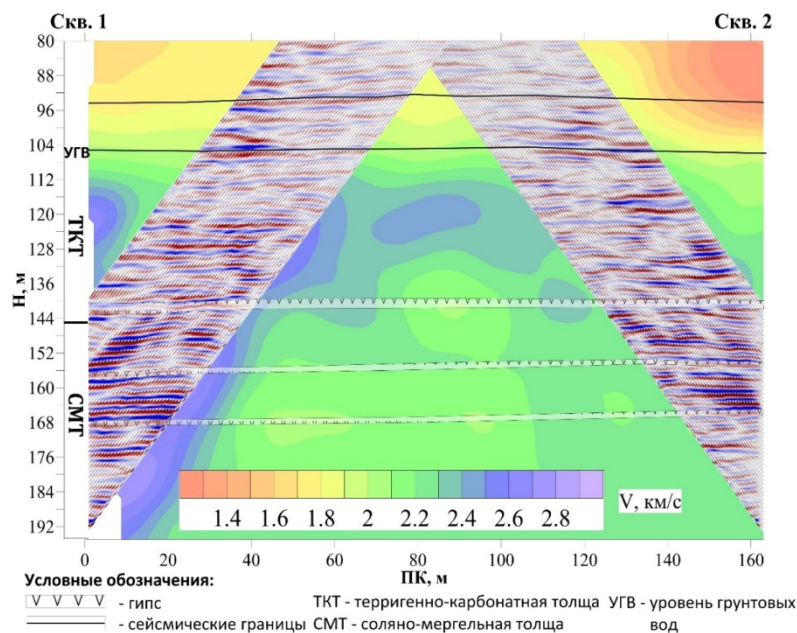 Скв. 1
Скв. 2
80
88
96
104
УГВ
112
120
ТКТ
128
136
Н, м
144
152
160
СМТ
168
176
184
192
1.4 1.6 1.8 2 2.2 2.4 2.6 2.8
V, км/с
0 20 40 60 80 100 120 140 160
ПК, м
Условные обозначения:
- гипс
ТКТ - терригенно-карбонатная толща
УГВ - уровень грунтовых
вод
- сейсмические границы
СМТ - соляно-мергельная толща